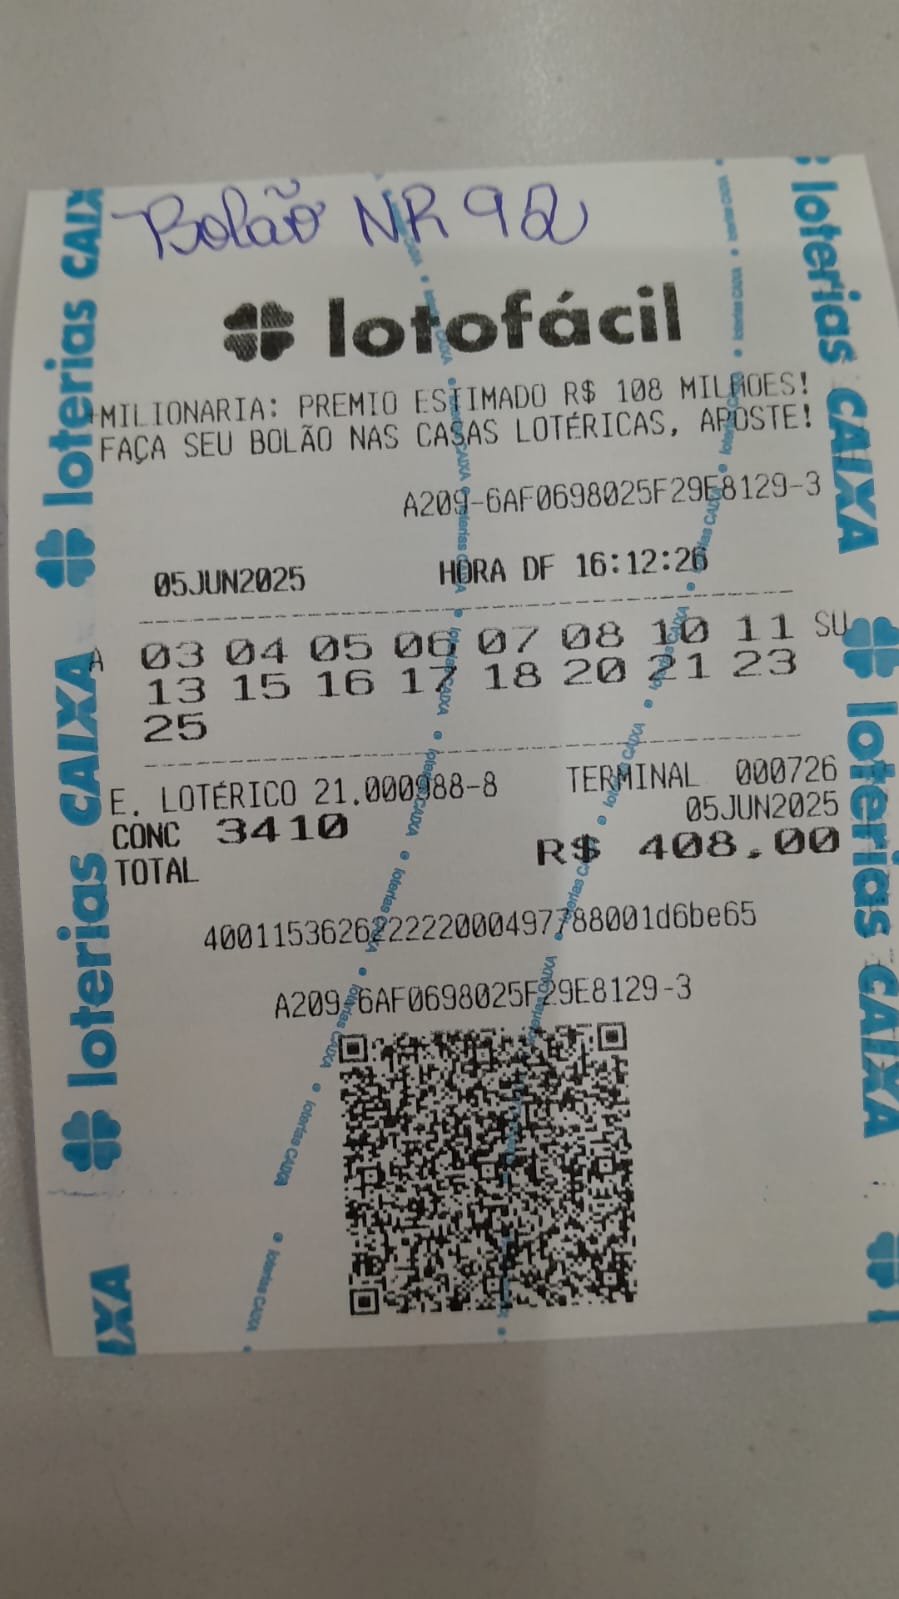 Bolão NR 92
lotofácil
+MILIONARIA: PREMIO ESTIMADO R$ 108 MILHOES!
FAÇA SEU BOLÃO NAS CASAS LOTÉRICAS, APOSTE!
A209-6AF0698025F29E8129-3
05JUN2025 HORA DF 16:12:26
A 03 04 05 06 07 08 10 11 SU
13 15 16 17 18 20 21 23
25
E. LOTÉRICO 21.000988-8 TERMINAL 000726
CONC 3410 05JUN2025
TOTAL R$ 408,00
A209-6AF0698025F29E8129-3
loterias CAIXA
loterias CAIXA
loterias CAIXA
loterias CAIXA